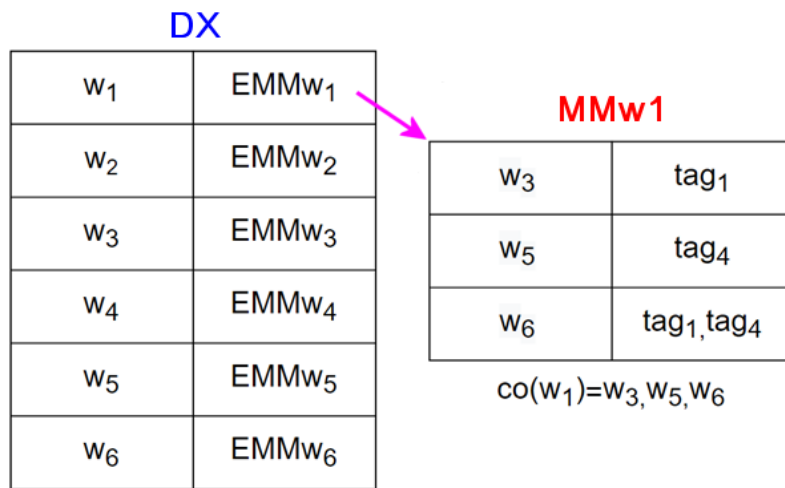 DX
w₁ EMMw₁
w₂ EMMw₂
w₃ EMMw₃
w₄ EMMw₄
w₅ EMMw₅
w₆ EMMw₆
MMw1
w₃ tag₁
w₅ tag₄
w₆ tag₁,tag₄
co(w₁)=w₃,w₅,w₆